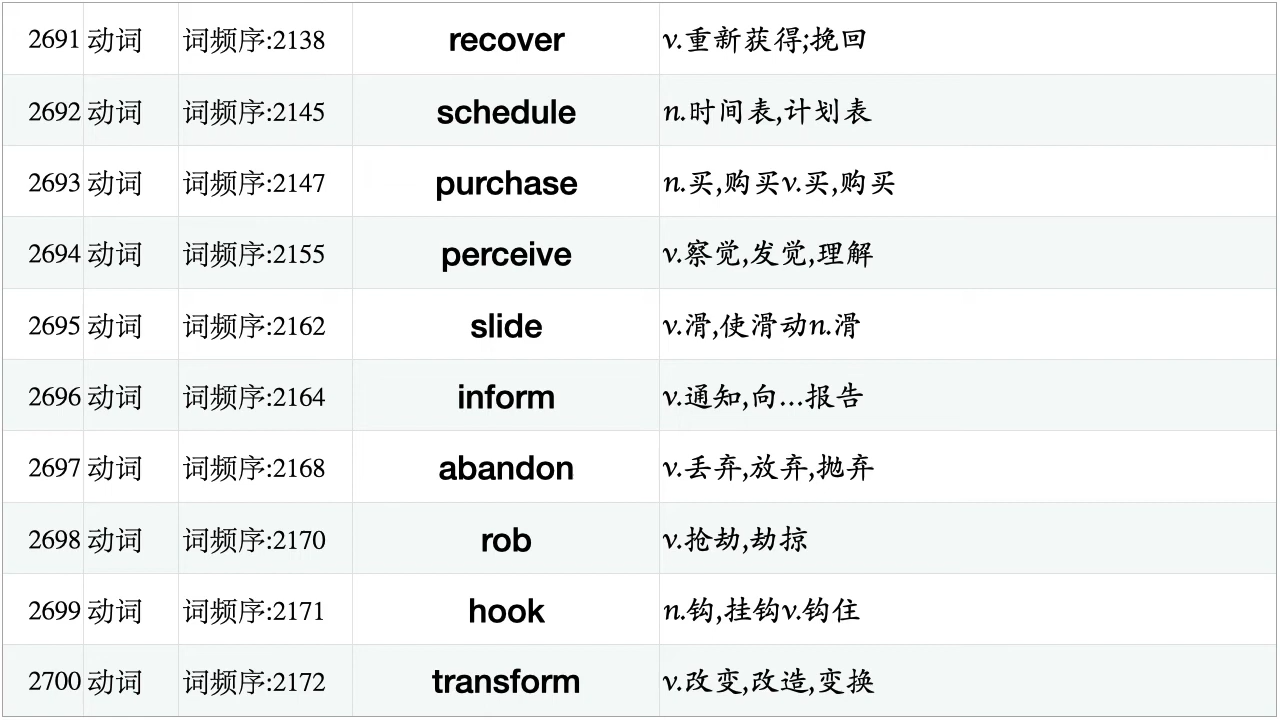 2691 动词 词频序:2138 recover v.重新获得;挽回
2692 动词 词频序:2145 schedule n.时间表,计划表
2693 动词 词频序:2147 purchase n.买,购买v.买,购买
2694 动词 词频序:2155 perceive v.察觉,发觉,理解
2695 动词 词频序:2162 slide v.滑,使滑动n.滑
2696 动词 词频序:2164 inform v.通知,向…报告
2697 动词 词频序:2168 abandon v.丢弃,放弃,抛弃
2698 动词 词频序:2170 rob v.抢劫,劫掠
2699 动词 词频序:2171 hook n.钩,挂钩v.钩住
2700 动词 词频序:2172 transform v.改变,改造,变换